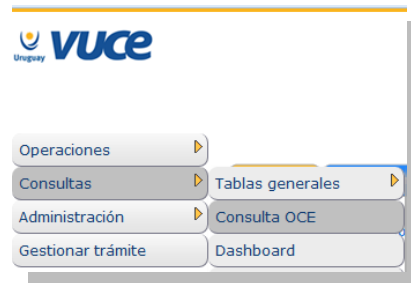 Uruguay VUCE
Operaciones
Consultas Tablas generales
Administración Consulta OCE
Gestionar trámite Dashboard